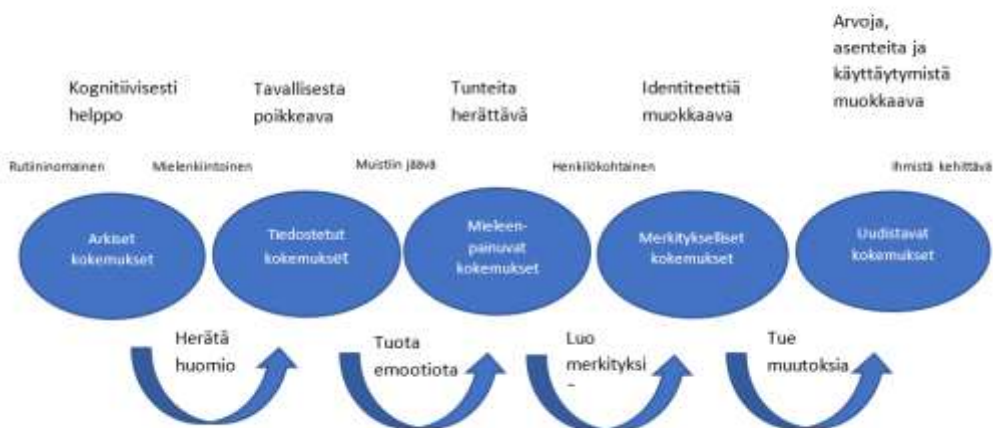 Kognitiivisesti
helppo
Tavallisesta
poikkeava
Tunteita
herättävä
Identiteettiä
muokkaava
Arvoja,
asenteita ja
käyttäytymistä
muokkaava
Rutiininomainen
Mielenkiintoinen
Muistiin jäävä
Henkilökohtainen
Ihmistä kehittävä
Arkiset
kokemukset
Tiedostetut
kokemukset
Mieleen-
painuvat
kokemukset
Merkitykselliset
kokemukset
Uudistavat
kokemukset
Herätä
huomio
Tuota
emootiota
Luo
merkityksi
Tue
muutoksia